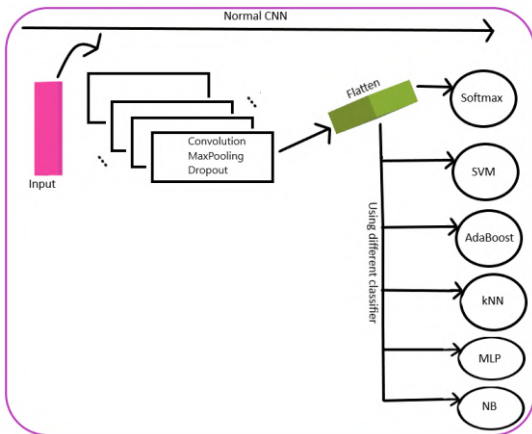 Normal CNN
Input
Convolution
MaxPooling
Dropout
Flatten
Using different classifier
Softmax
SVM
AdaBoost
kNN
MLP
NB